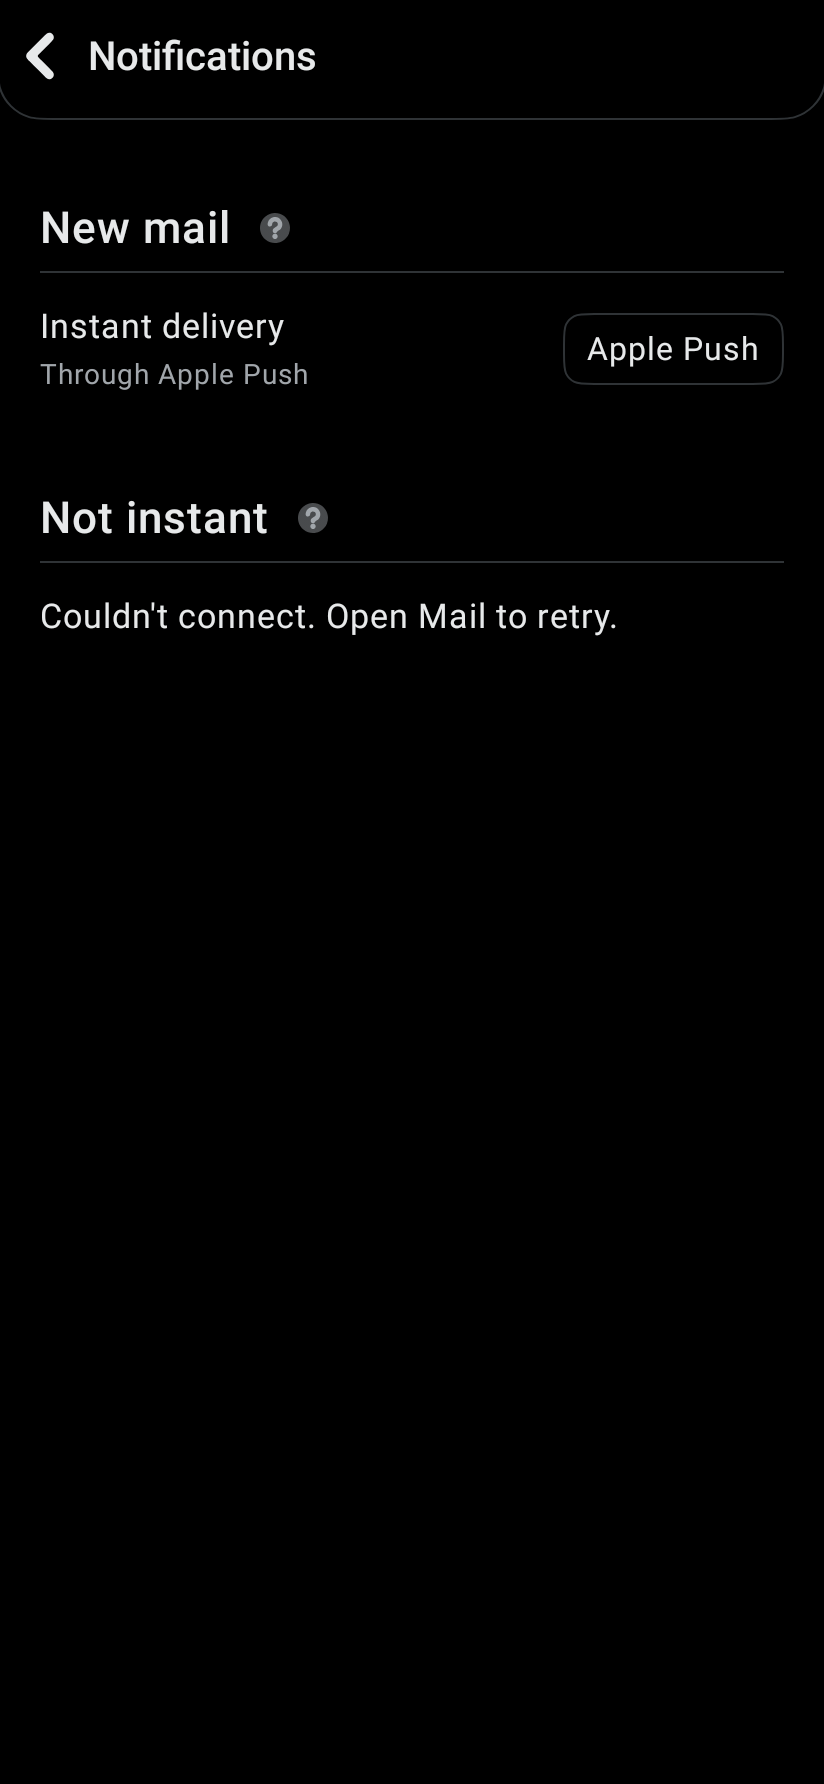 Notifications
New mail
Instant delivery
Through Apple Push
Apple Push
Not instant
Couldn't connect. Open Mail to retry.